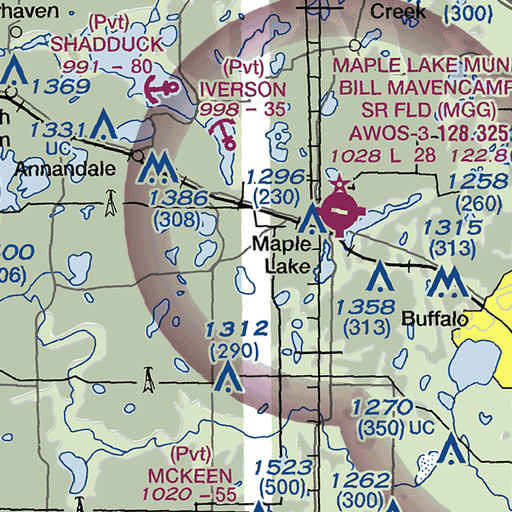 haven
(Pvt)
SHADDUCK
991 - 80
1369
h
n
1331
UC
Annandale
(Pvt)
IVERSON
998 - 35
Creek
(300)
MAPLE LAKE MUNI
BILL MAVENCAMP
SR FLD (MGG)
AWOS-3 128.325
1028 L 28 122.8
1296
(230)
1258
(260)
1386
(308)
1315
(313)
Maple
Lake
1358
(313)
Buffalo
500
06)
1312
(290)
1270
(350) UC
(Pvt)
MCKEEN
1020 - 55
1523
(500)
1262
(300)